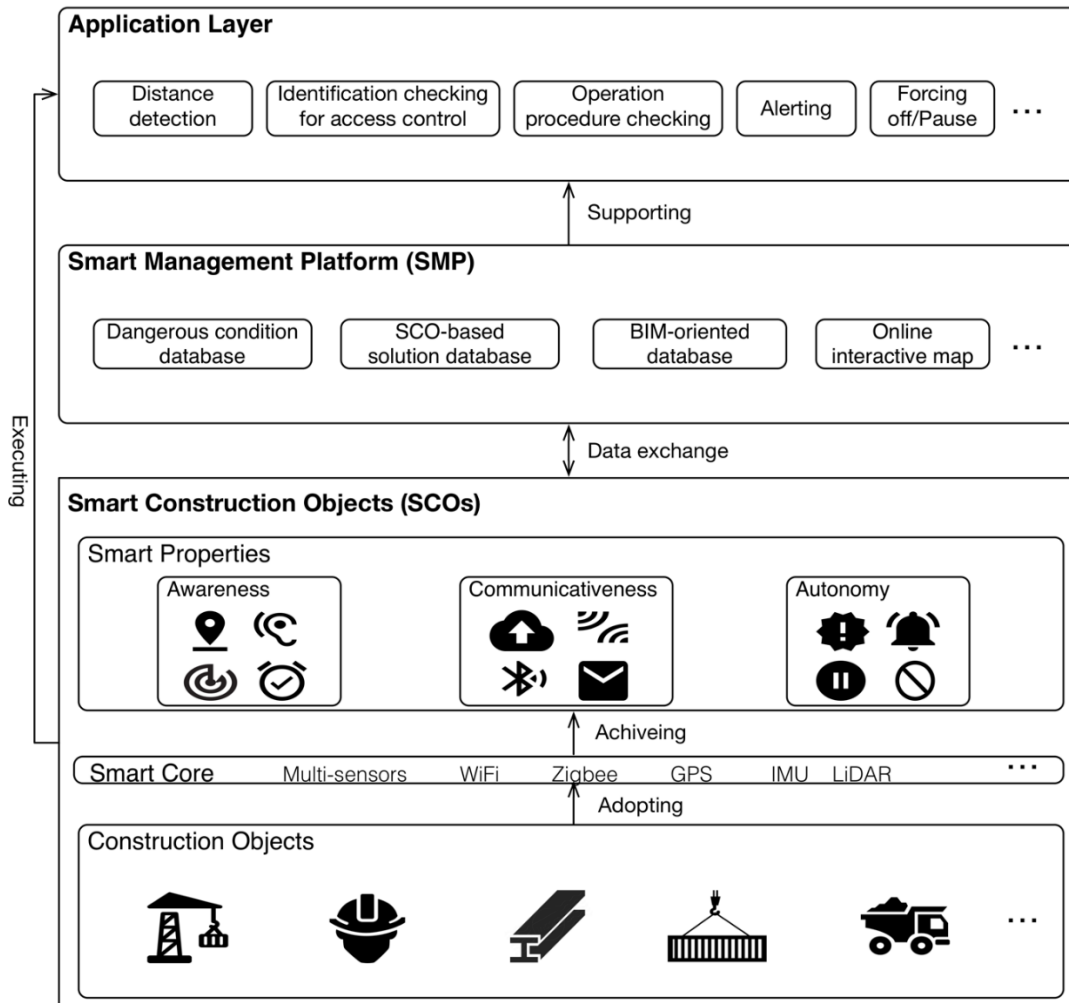 Application Layer
Distance
detection
Identification checking
for access control
Operation
procedure checking
Alerting
Forcing
off/Pause
...
Supporting
Smart Management Platform (SMP)
Dangerous condition
database
SCO-based
solution database
BIM-oriented
database
Online
interactive map
...
Executing
Data exchange
Smart Construction Objects (SCOs)
Smart Properties
Awareness
Communicativeness
Autonomy
Achiveing
Smart Core Multi-sensors WiFi Zigbee GPS IMU LiDAR ...
Adopting
Construction Objects
...